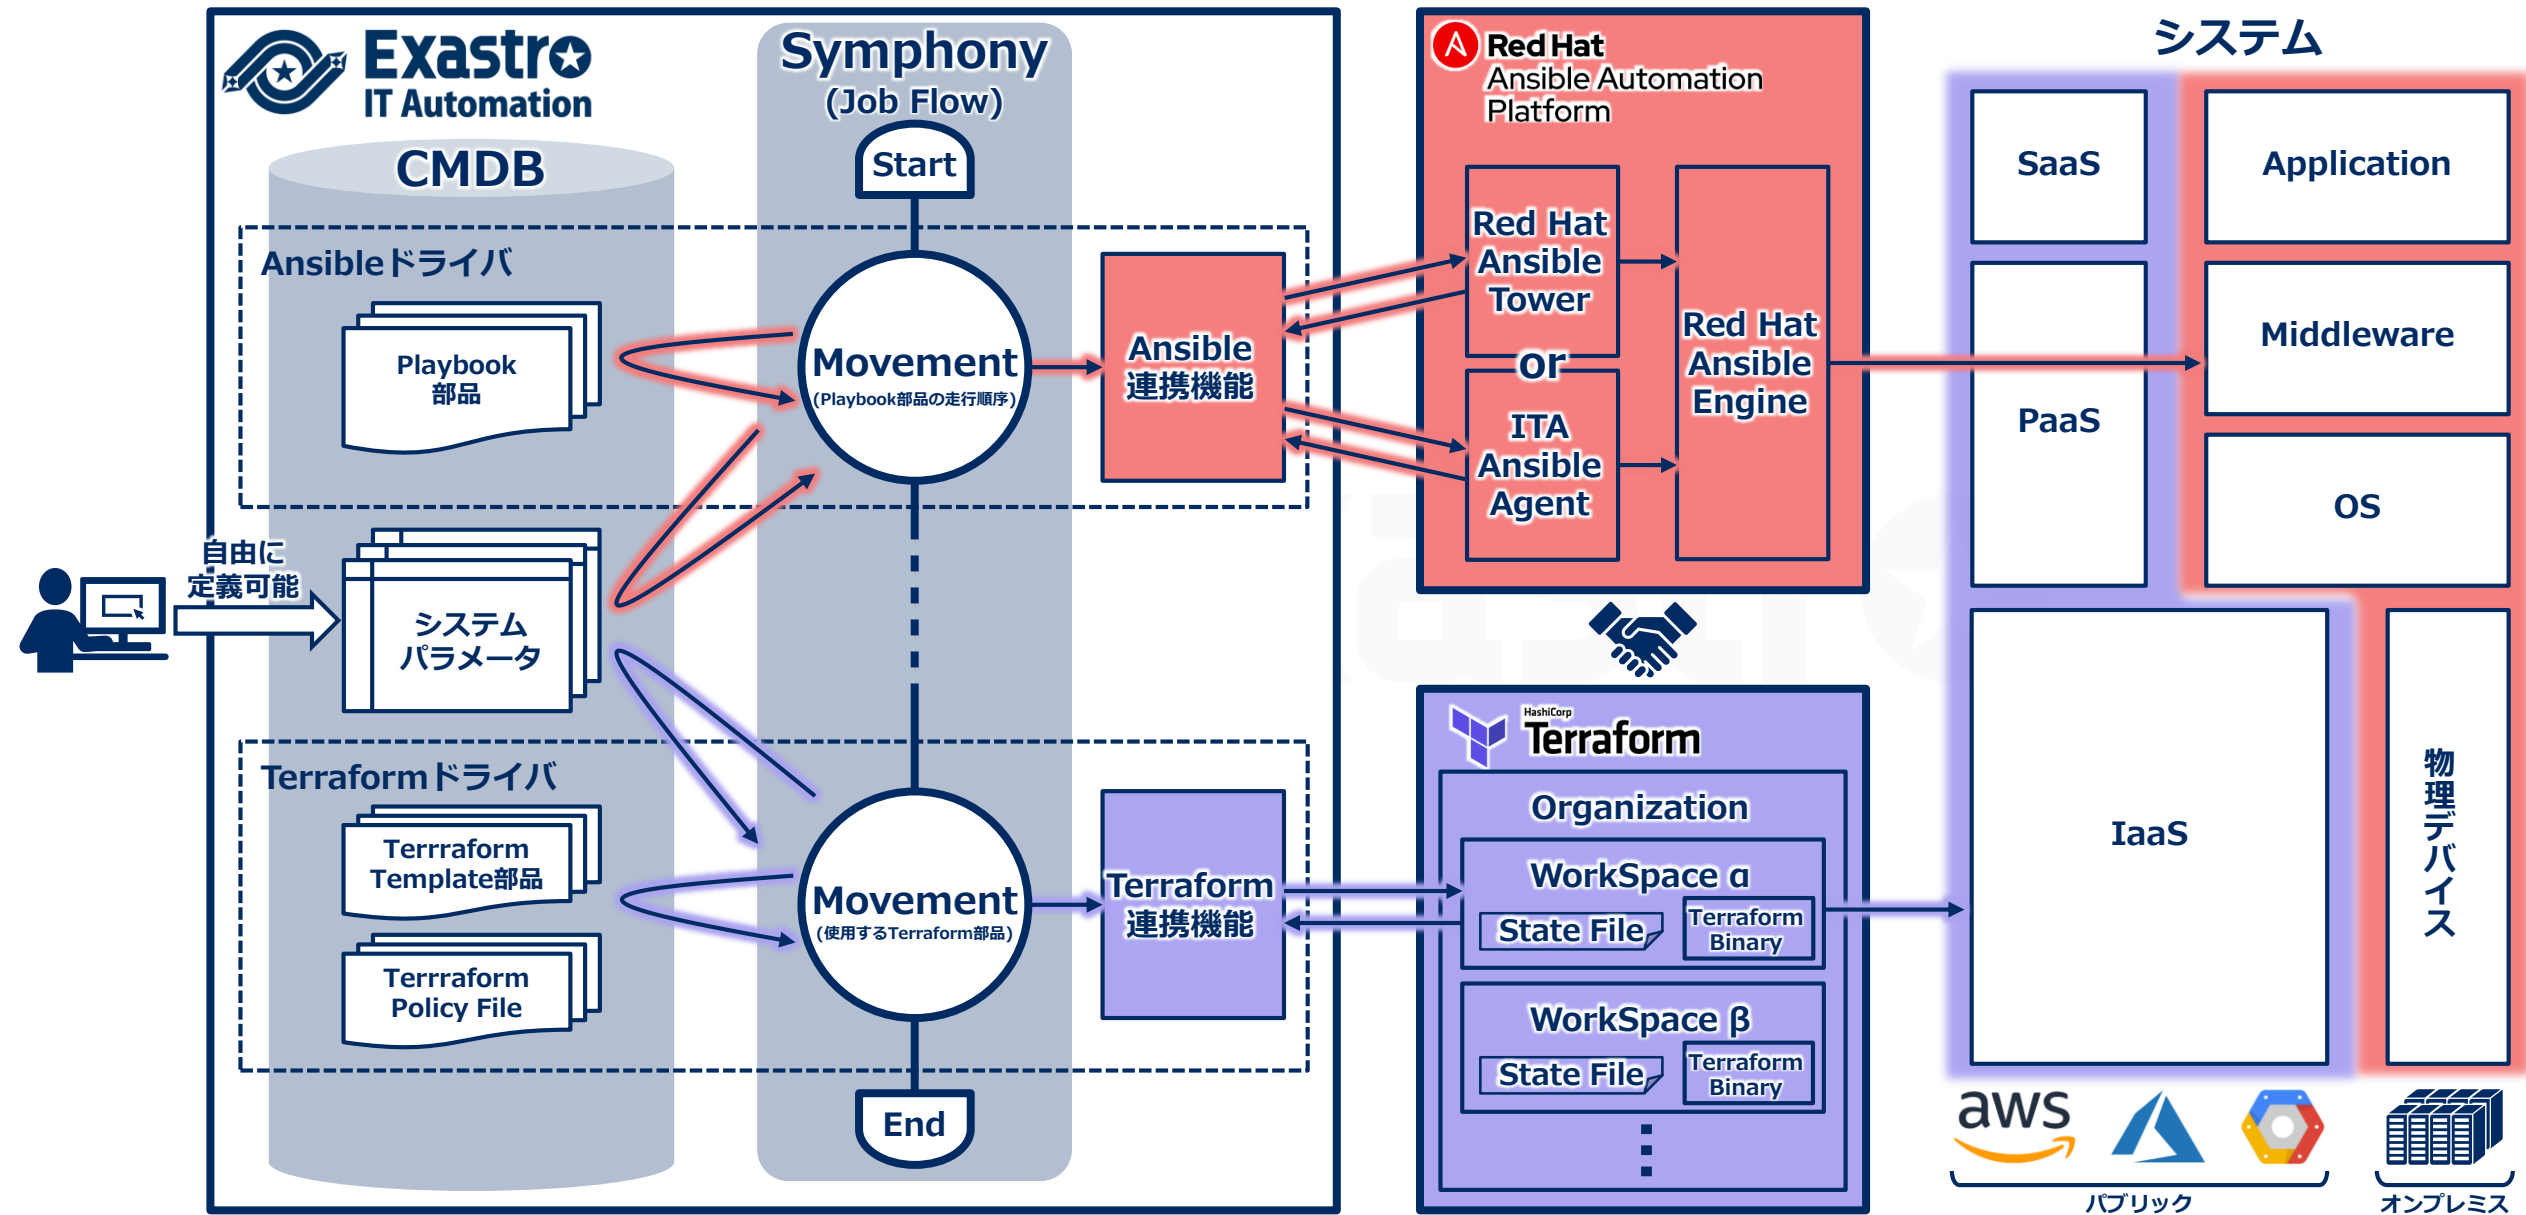 Exastro
IT Automation
CMDB
Symphony
(Job Flow)
Start
Ansibleドライバ
Playbook
部品
Movement
(Playbook部品の走行順序)
Ansible
連携機能
自由に
定義可能
システム
パラメータ
Terraformドライバ
Terrraform
Template部品
Terrraform
Policy File
Movement
(使用するTerraform部品)
Terraform
連携機能
End
Red Hat
Ansible Automation
Platform
Red Hat
Ansible
Tower
or
ITA
Ansible
Agent
Red Hat
Ansible
Engine
HashiCorp
Terraform
Organization
WorkSpace α
State File
Terraform
Binary
WorkSpace β
State File
Terraform
Binary
システム
SaaS
Application
PaaS
Middleware
OS
IaaS
物理デバイス
aws
パブリック
オンプレミス